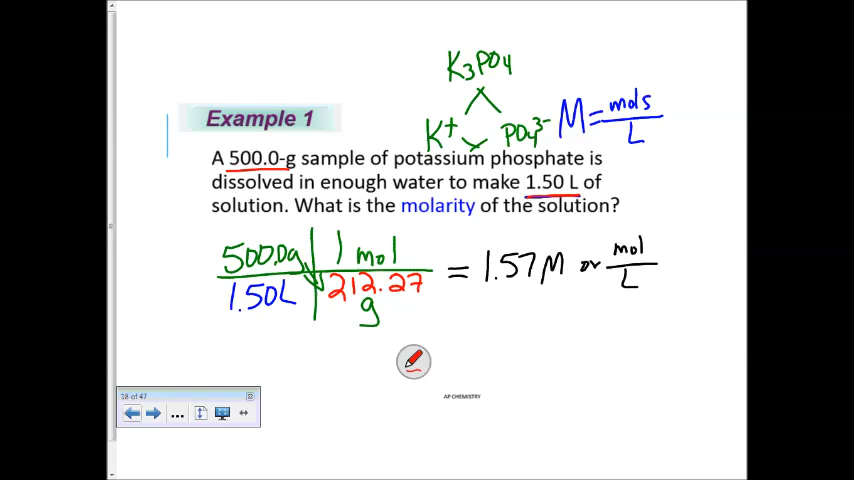 K3PO4
Example 1
K+ PO4 3- M = mols
L
A 500.0-g sample of potassium phosphate is
dissolved in enough water to make 1.50 L of
solution. What is the molarity of the solution?
500.0g 1 mol
1.50L 212.27
g
= 1.57 M or mol
L
18 of 47
AP CHEMISTRY